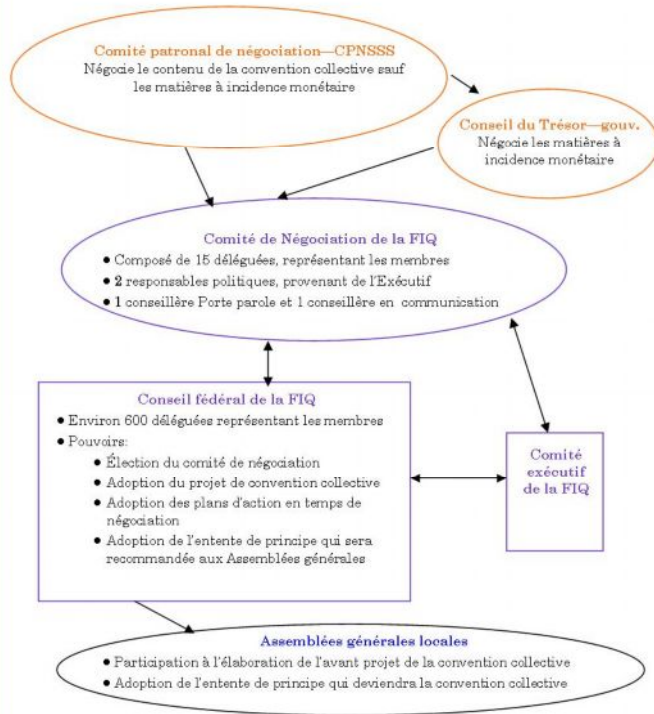 Comité patronal de négociation—CPNSSS
Négocie le contenu de la convention collective sauf
les matières à incidence monétaire
Conseil du Trésor—gouv.
Négocie les matières à
incidence monétaire
Comité de Négociation de la FIQ
● Composé de 15 déléguées, représentant les membres
● 2 responsables politiques, provenant de l'Exécutif
● 1 conseillère Porte parole et 1 conseillère en communication
Conseil fédéral de la FIQ
● Environ 600 déléguées représentant les membres
● Pouvoirs:
● Élection du comité de négociation
● Adoption du projet de convention collective
● Adoption des plans d'action en temps de
négociation
● Adoption de l'entente de principe qui sera
recommandée aux Assemblées générales
Comité
exécutif
de la FIQ
Assemblées générales locales
● Participation à l'élaboration de l'avant projet de la convention collective
● Adoption de l'entente de principe qui deviendra la convention collective